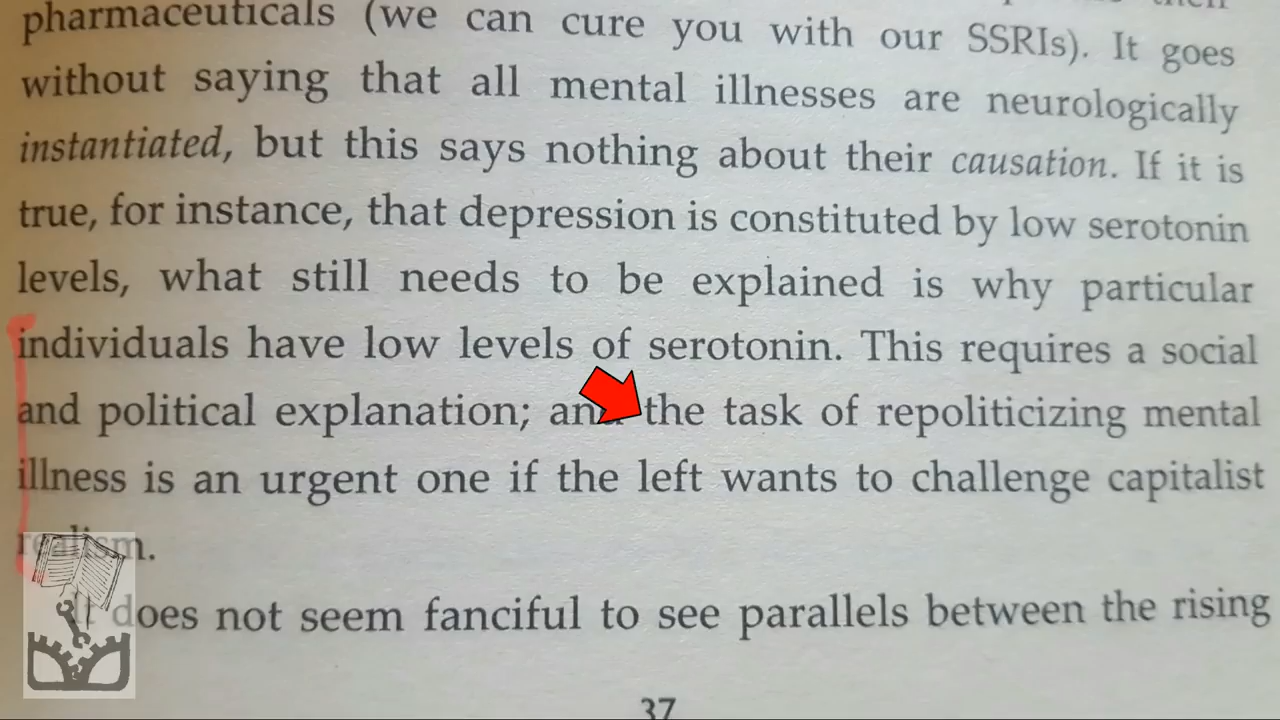 pharmaceuticals (we can cure you with our SSRIs). It goes
without saying that all mental illnesses are neurologically
instantiated, but this says nothing about their causation. If it is
true, for instance, that depression is constituted by low serotonin
levels, what still needs to be explained is why particular
individuals have low levels of serotonin. This requires a social
and political explanation; and the task of repoliticizing mental
illness is an urgent one if the left wants to challenge capitalist
realism.
It does not seem fanciful to see parallels between the rising
37